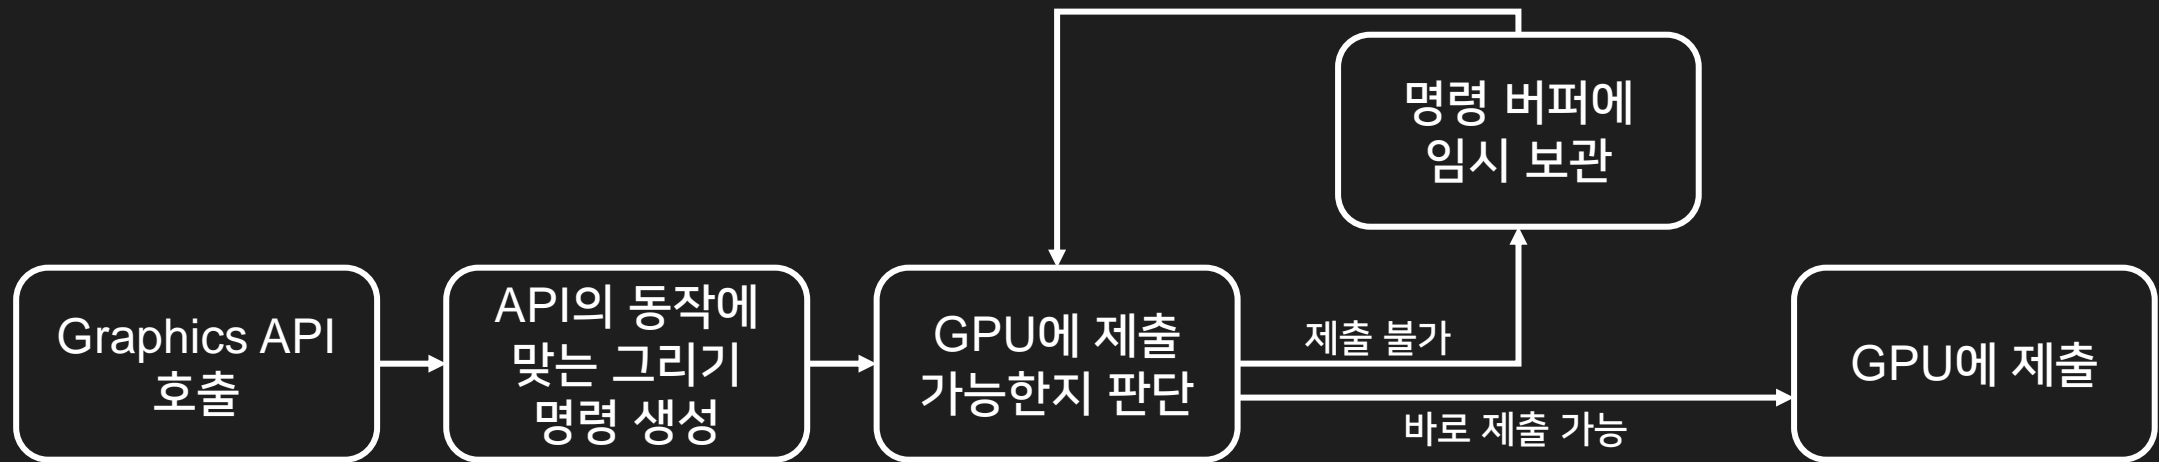 Graphics API
호출
API의 동작에
맞는 그리기
명령 생성
GPU에 제출
가능한지 판단
제출 불가
명령 버퍼에
임시 보관
바로 제출 가능
GPU에 제출